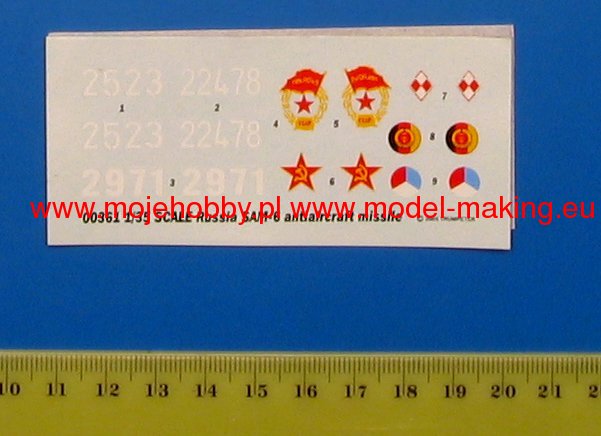 2523 22478
1 2
4 5 7
2523 22478
8
2971 2971
3 6 9
www.mojehobby.pl www.model-making.eu
00361 1/35 SCALE Russia SAM-6 antiaircraft missile © TRUMPETER
10 11 12 13 14 15 16 17 18 19 20 21